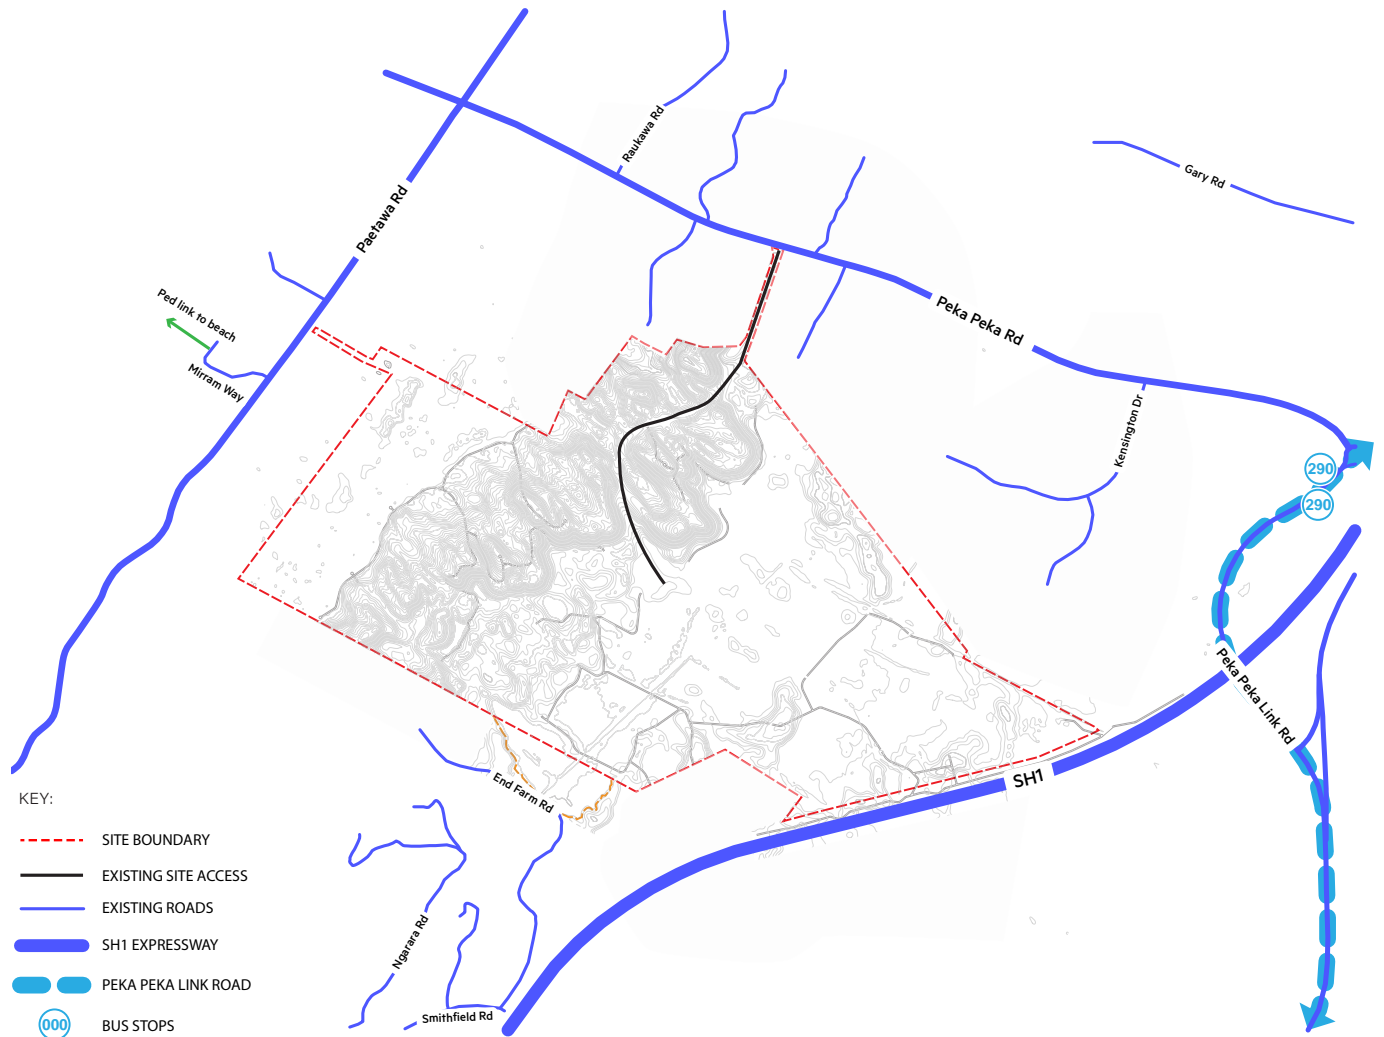 Raukawa Rd
Gary Rd
Paetawa Rd
Ped link to beach
Peka Peka Rd
Mirram Way
Kensington Dr
290
290
Peka Peka Link Rd
SH1
End Farm Rd
Ngarara Rd
Smithfield Rd
KEY:
SITE BOUNDARY
EXISTING SITE ACCESS
EXISTING ROADS
SH1 EXPRESSWAY
PEKA PEKA LINK ROAD
000
BUS STOPS